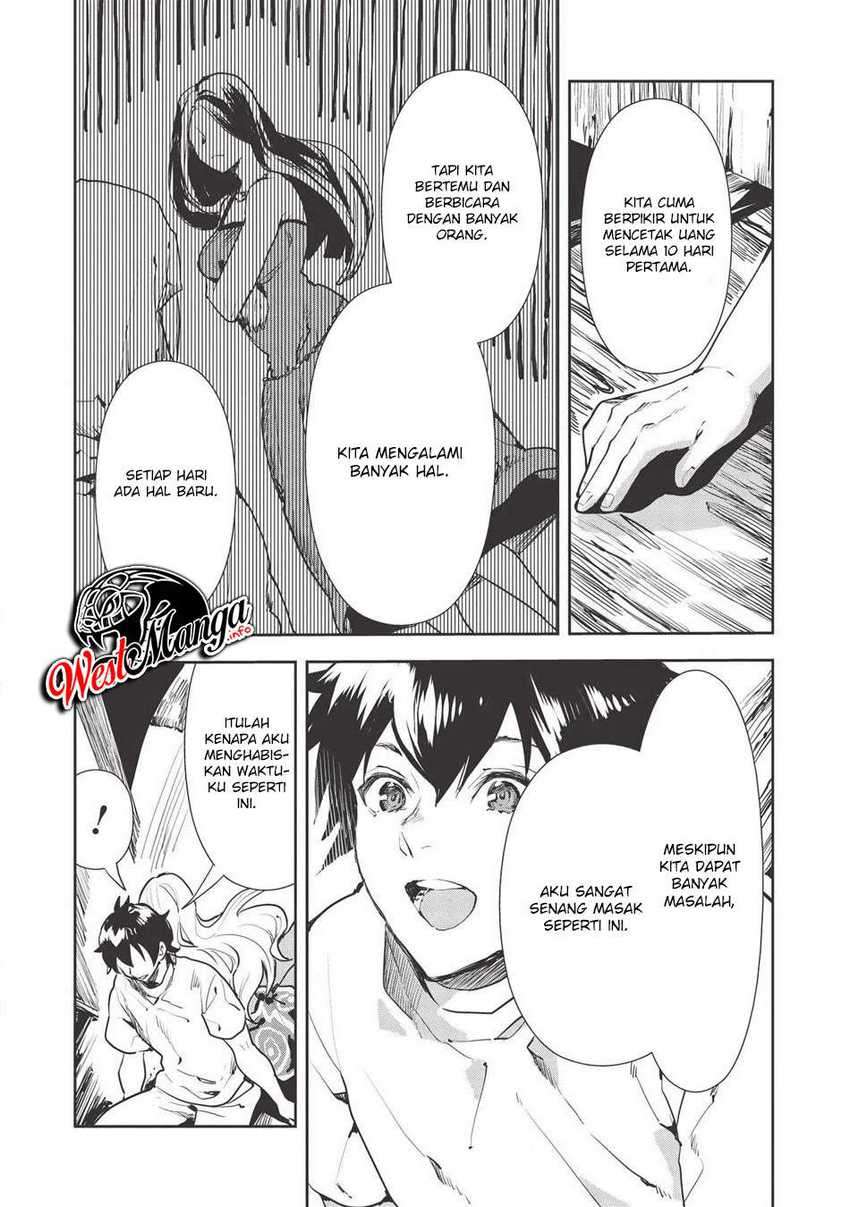 KITA CUMA
BERPIKIR UNTUK
MENCETAK UANG
SELAMA 10 HARI
PERTAMA.
TAPI KITA
BERTEMU DAN
BERBICARA
DENGAN BANYAK
ORANG.
KITA MENGALAMI
BANYAK HAL.
SETIAP HARI
ADA HAL BARU.
WestManga
.info
MESKIPUN
KITA DAPAT
BANYAK
MASALAH,
AKU SANGAT
SENANG MASAK
SEPERTI INI.
ITULAH
KENAPA AKU
MENGHABIS-
KAN WAKTU-
KU SEPERTI
INI.
!